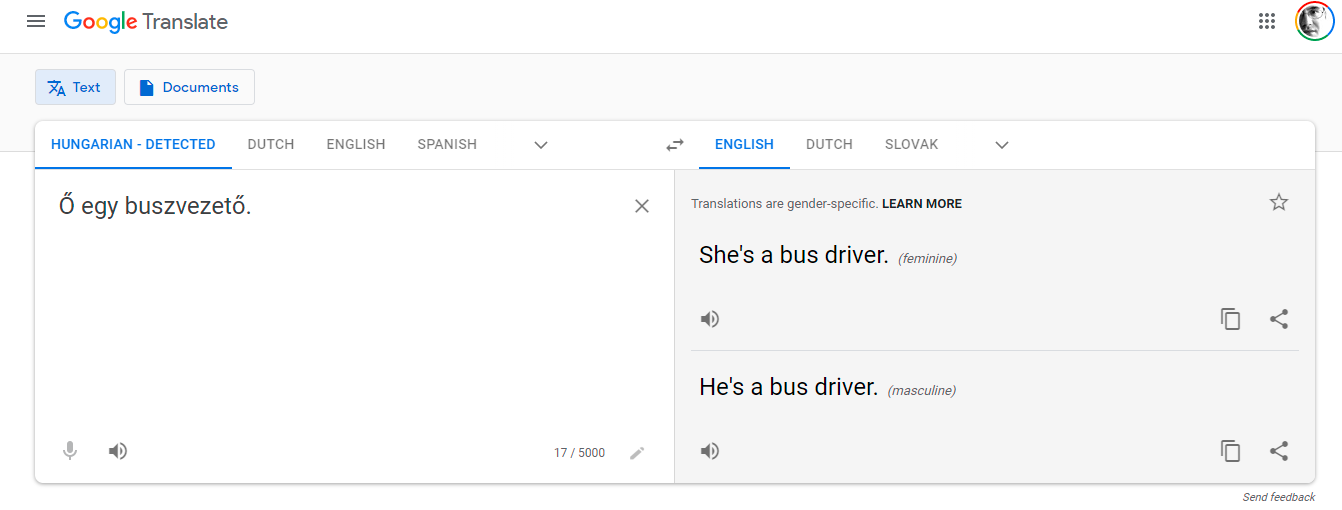 Google Translate
Text Documents
HUNGARIAN - DETECTED DUTCH ENGLISH SPANISH ENGLISH DUTCH SLOVAK
Ő egy buszvezető.
17 / 5000
Translations are gender-specific. LEARN MORE
She's a bus driver. (feminine)
He's a bus driver. (masculine)
Send feedback